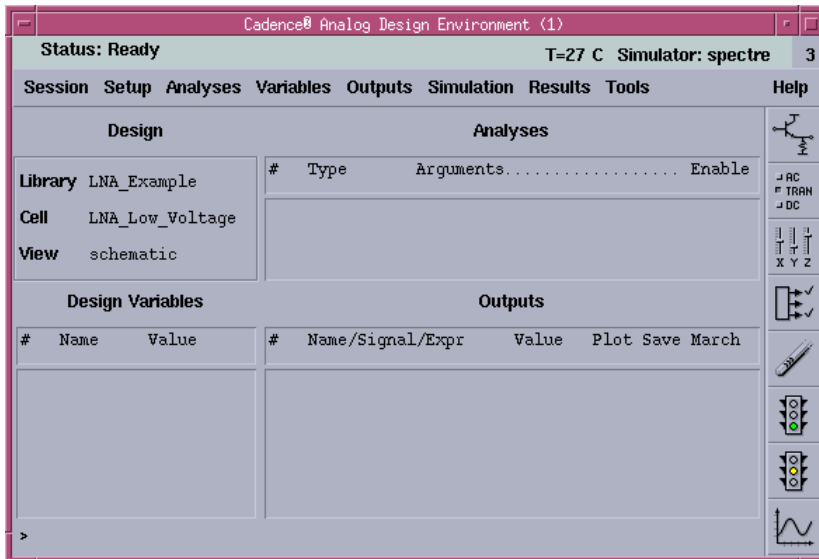 Cadence® Analog Design Environment (1)
Status: Ready
T=27 C Simulator: spectre 3
Session Setup Analyses Variables Outputs Simulation Results Tools Help
Design
Library LNA_Example
Cell LNA_Low_Voltage
View schematic
Analyses
# Type Arguments................... Enable
Design Variables
# Name Value
Outputs
# Name/Signal/Expr Value Plot Save March
AC
TRAN
DC
X Y Z
>